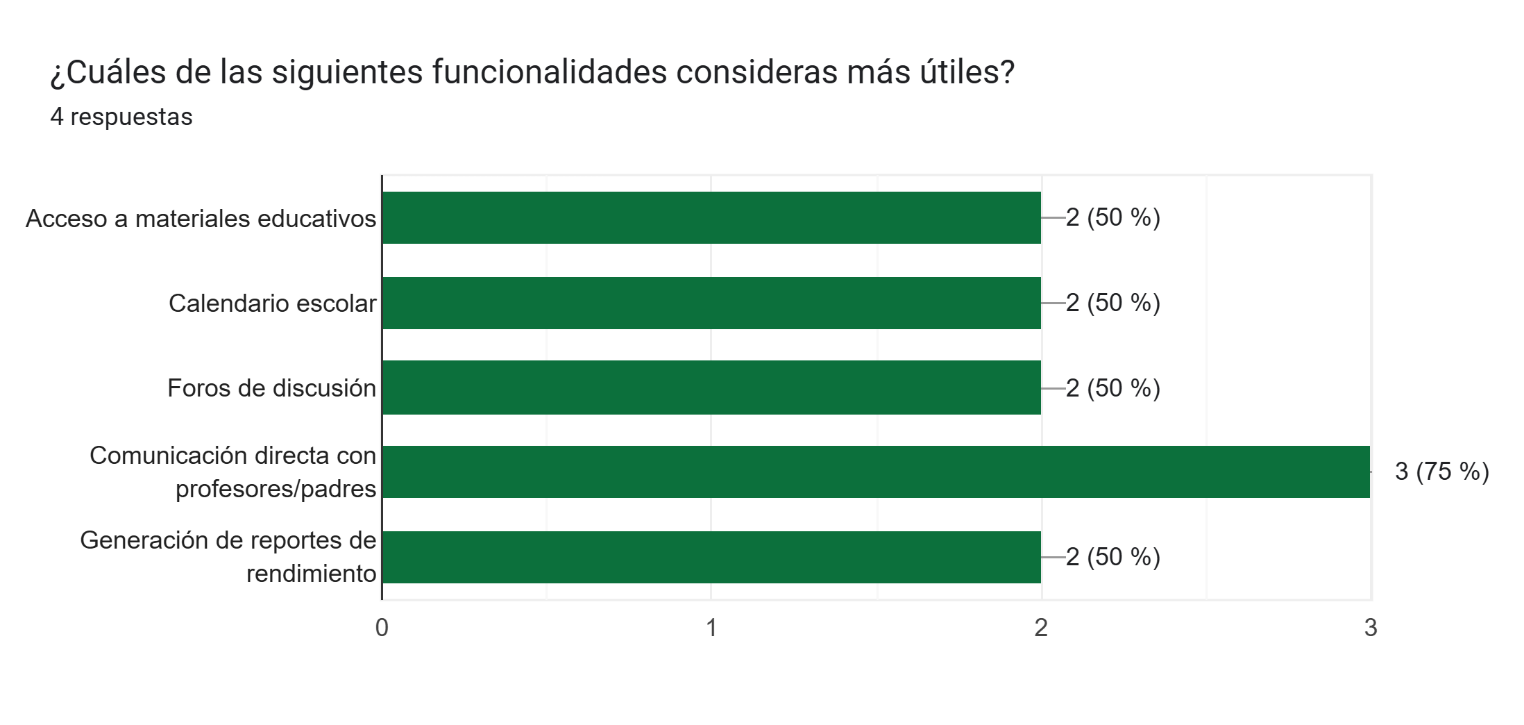 ¿Cuáles de las siguientes funcionalidades consideras más útiles?
4 respuestas
Acceso a materiales educativos
2 (50 %)
Calendario escolar
2 (50 %)
Foros de discusión
2 (50 %)
Comunicación directa con
profesores/padres
3 (75 %)
Generación de reportes de
rendimiento
2 (50 %)
0
1
2
3